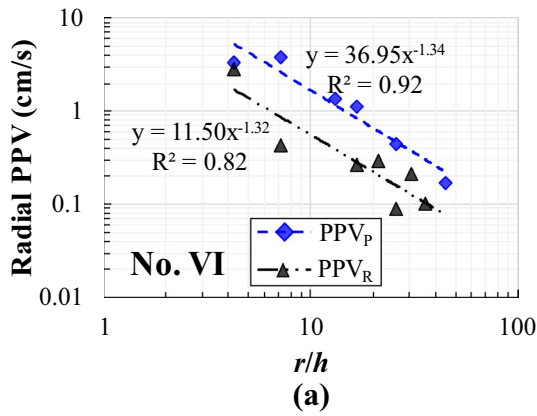 10
y = 36.95x^-1.34
R² = 0.92
1
y = 11.50x^-1.32
R² = 0.82
0.1
PPV_P
PPV_R
No. VI
0.01
1 10 100
Radial PPV (cm/s)
r/h
(a)